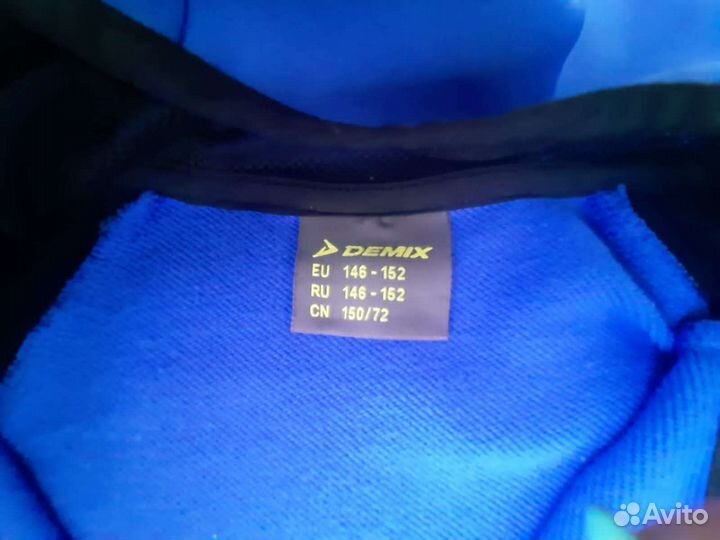 DEMIX
EU 146-152
RU 146-152
CN 150/72
Avito